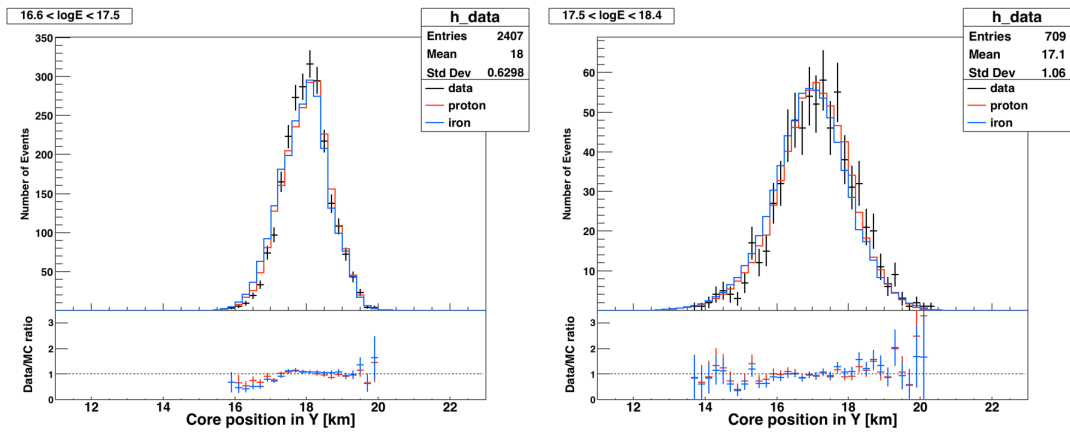 16.6 < logE < 17.5
h_data
Entries 2407
Mean 18
Std Dev 0.6298
data
proton
iron
Number of Events
350
300
250
200
150
100
50
Data/MC ratio
3
2
1
0
12 14 16 18 20 22
Core position in Y [km]
17.5 < logE < 18.4
h_data
Entries 709
Mean 17.1
Std Dev 1.06
data
proton
iron
Number of Events
60
50
40
30
20
10
Data/MC ratio
3
2
1
0
12 14 16 18 20 22
Core position in Y [km]